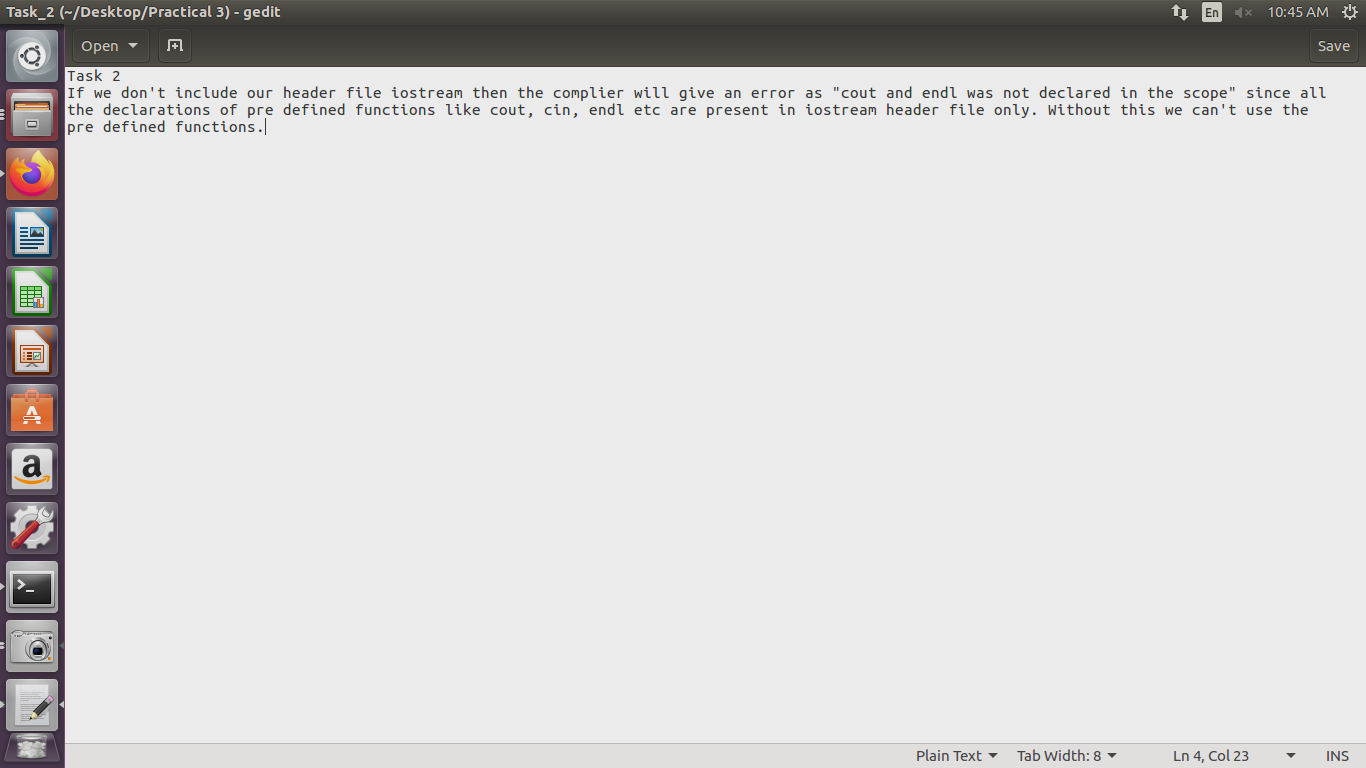 Task_2 (~/Desktop/Practical 3) - gedit
En
10:45 AM
Open
Save
Task 2
If we don't include our header file iostream then the complier will give an error as "cout and endl was not declared in the scope" since all
the declarations of pre defined functions like cout, cin, endl etc are present in iostream header file only. Without this we can't use the
pre defined functions.
Plain Text
Tab Width: 8
Ln 4, Col 23
INS